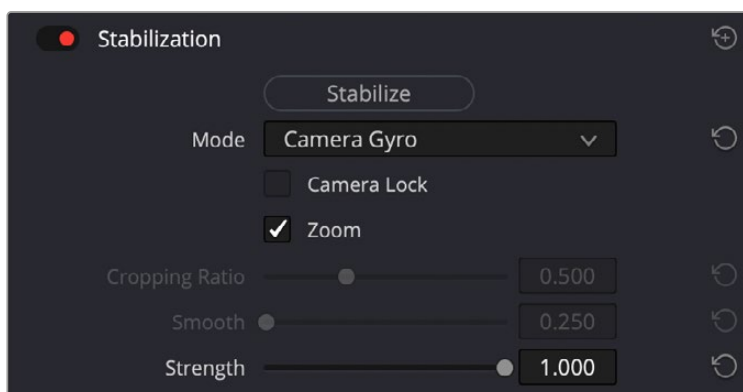 Stabilization
Stabilize
Mode Camera Gyro
Camera Lock
Zoom
Cropping Ratio 0.500
Smooth 0.250
Strength 1.000